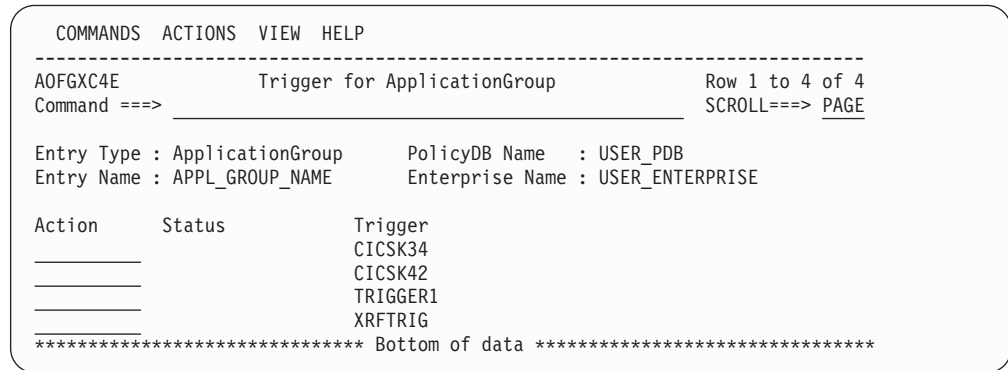 COMMANDS ACTIONS VIEW HELP
-------------------------------------------------------------------------------
AOFGXC4E Trigger for ApplicationGroup Row 1 to 4 of 4
Command ===> SCROLL===> PAGE
Entry Type : ApplicationGroup PolicyDB Name : USER_PDB
Entry Name : APPL_GROUP_NAME Enterprise Name : USER_ENTERPRISE
Action Status Trigger
CICSK34
CICSK42
TRIGGER1
XRFTRIG
******************************* Bottom of data ********************************